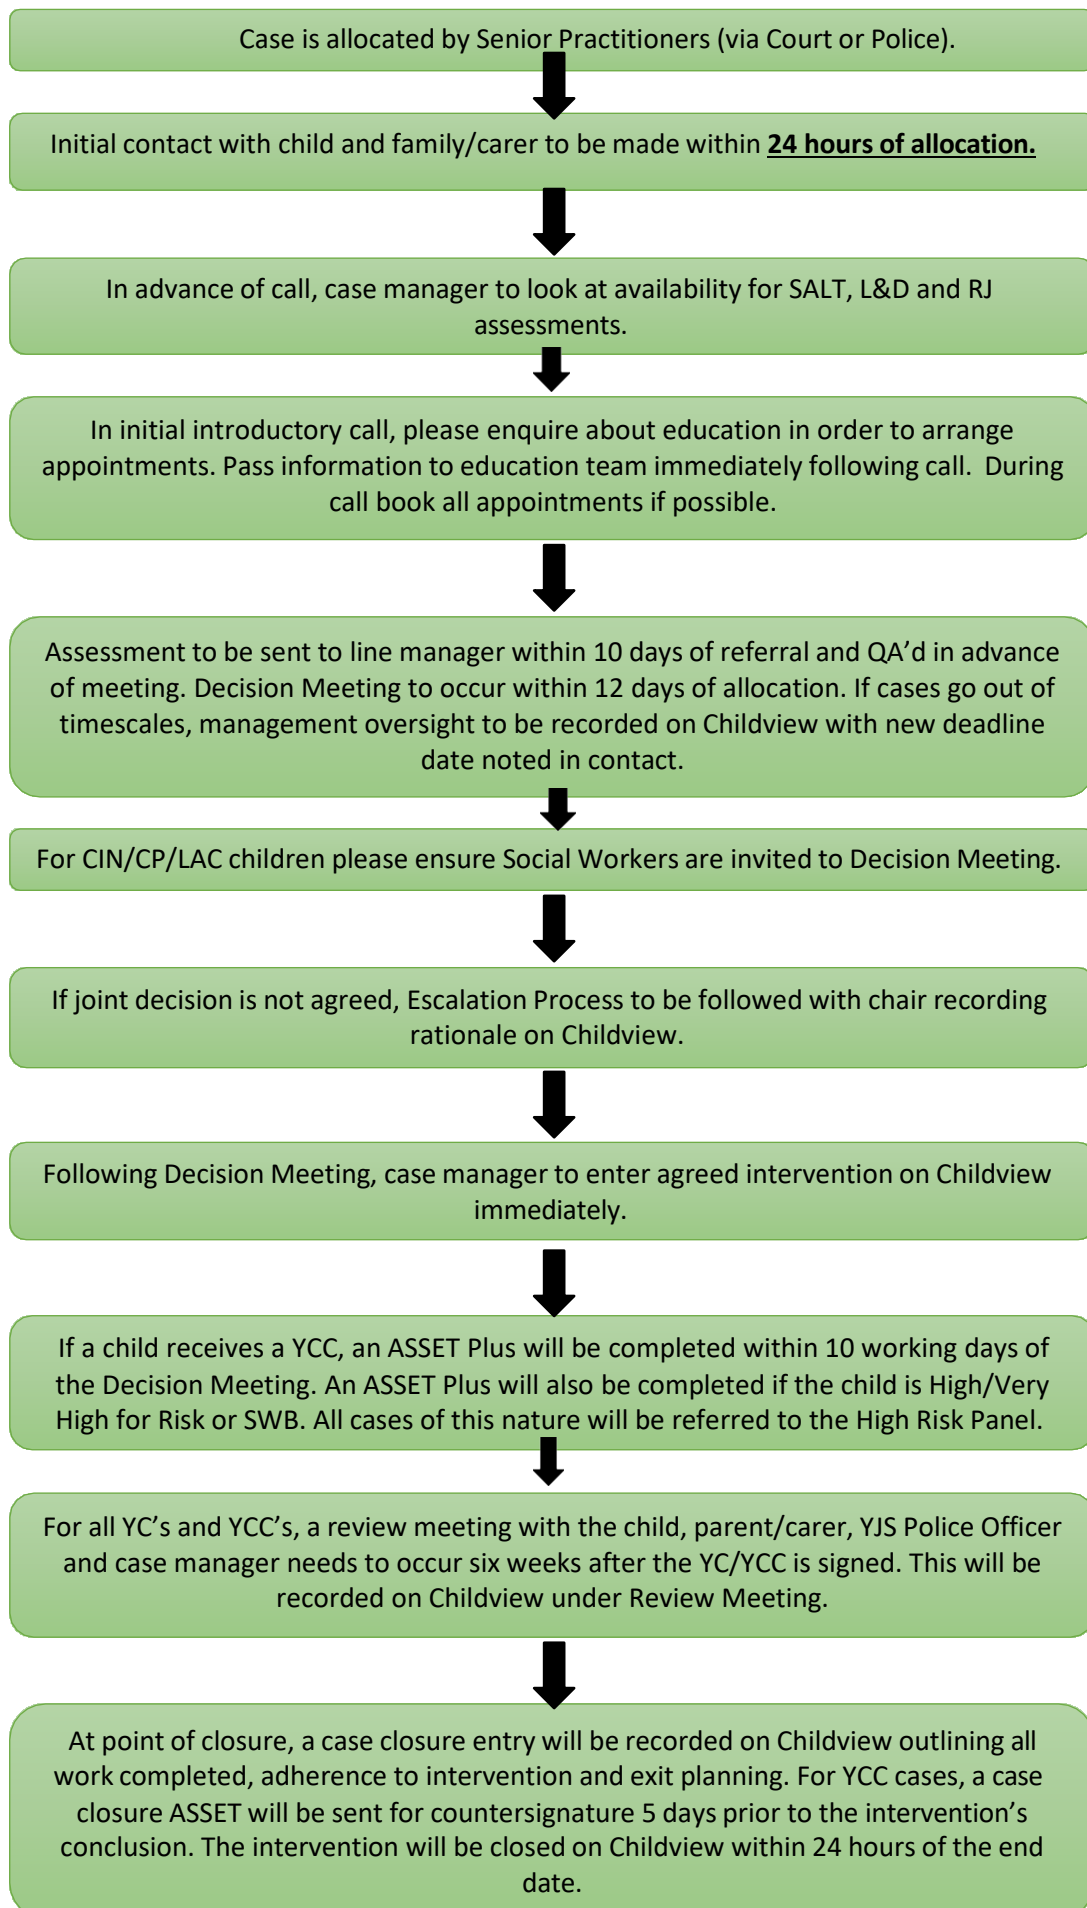 Case is allocated by Senior Practitioners (via Court or Police).
Initial contact with child and family/carer to be made within 24 hours of allocation.
In advance of call, case manager to look at availability for SALT, L&D and RJ
assessments.
In initial introductory call, please enquire about education in order to arrange
appointments. Pass information to education team immediately following call.  During
call book all appointments if possible.
Assessment to be sent to line manager within 10 days of referral and QA’d in advance
of meeting. Decision Meeting to occur within 12 days of allocation. If cases go out of
timescales, management oversight to be recorded on Childview with new deadline
date noted in contact.
For CIN/CP/LAC children please ensure Social Workers are invited to Decision Meeting.
If joint decision is not agreed, Escalation Process to be followed with chair recording
rationale on Childview.
Following Decision Meeting, case manager to enter agreed intervention on Childview
immediately.
If a child receives a YCC, an ASSET Plus will be completed within 10 working days of
the Decision Meeting. An ASSET Plus will also be completed if the child is High/Very
High for Risk or SWB. All cases of this nature will be referred to the High Risk Panel.
For all YC’s and YCC’s, a review meeting with the child, parent/carer, YJS Police Officer
and case manager needs to occur six weeks after the YC/YCC is signed. This will be
recorded on Childview under Review Meeting.
At point of closure, a case closure entry will be recorded on Childview outlining all
work completed, adherence to intervention and exit planning. For YCC cases, a case
closure ASSET will be sent for countersignature 5 days prior to the intervention’s
conclusion. The intervention will be closed on Childview within 24 hours of the end
date.